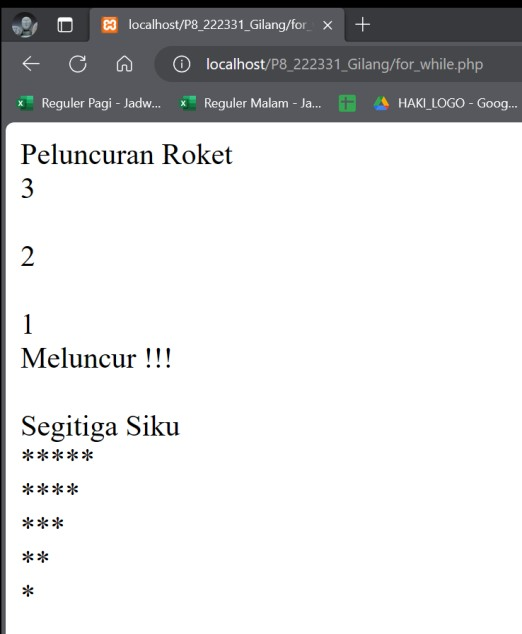 localhost/P8_222331_Gilang/for_
localhost/P8_222331_Gilang/for_while.php
Reguler Pagi - Jadw... Reguler Malam - Ja... HAKI_LOGO - Goog...
Peluncuran Roket
3
2
1
Meluncur !!!
Segitiga Siku
*****
****
***
**
*